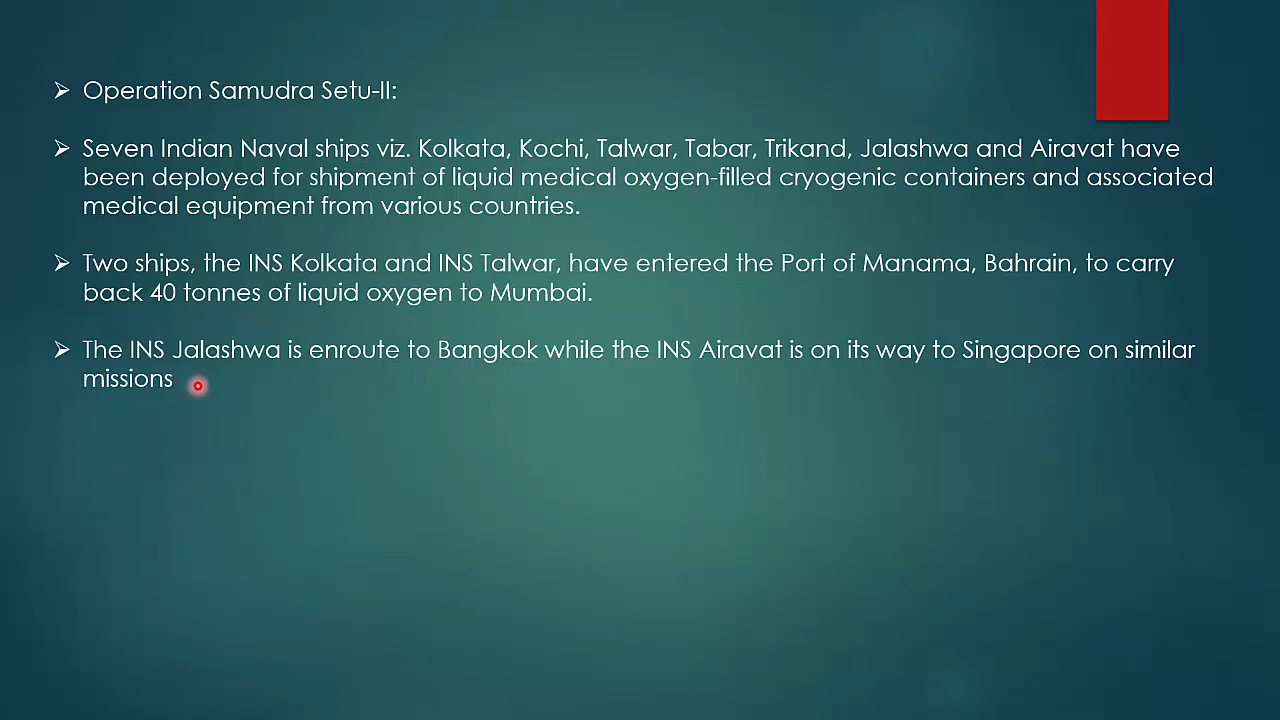 Operation Samudra Setu-II:
Seven Indian Naval ships viz. Kolkata, Kochi, Talwar, Tabar, Trikand, Jalashwa and Airavat have
been deployed for shipment of liquid medical oxygen-filled cryogenic containers and associated
medical equipment from various countries.
Two ships, the INS Kolkata and INS Talwar, have entered the Port of Manama, Bahrain, to carry
back 40 tonnes of liquid oxygen to Mumbai.
The INS Jalashwa is enroute to Bangkok while the INS Airavat is on its way to Singapore on similar
missions